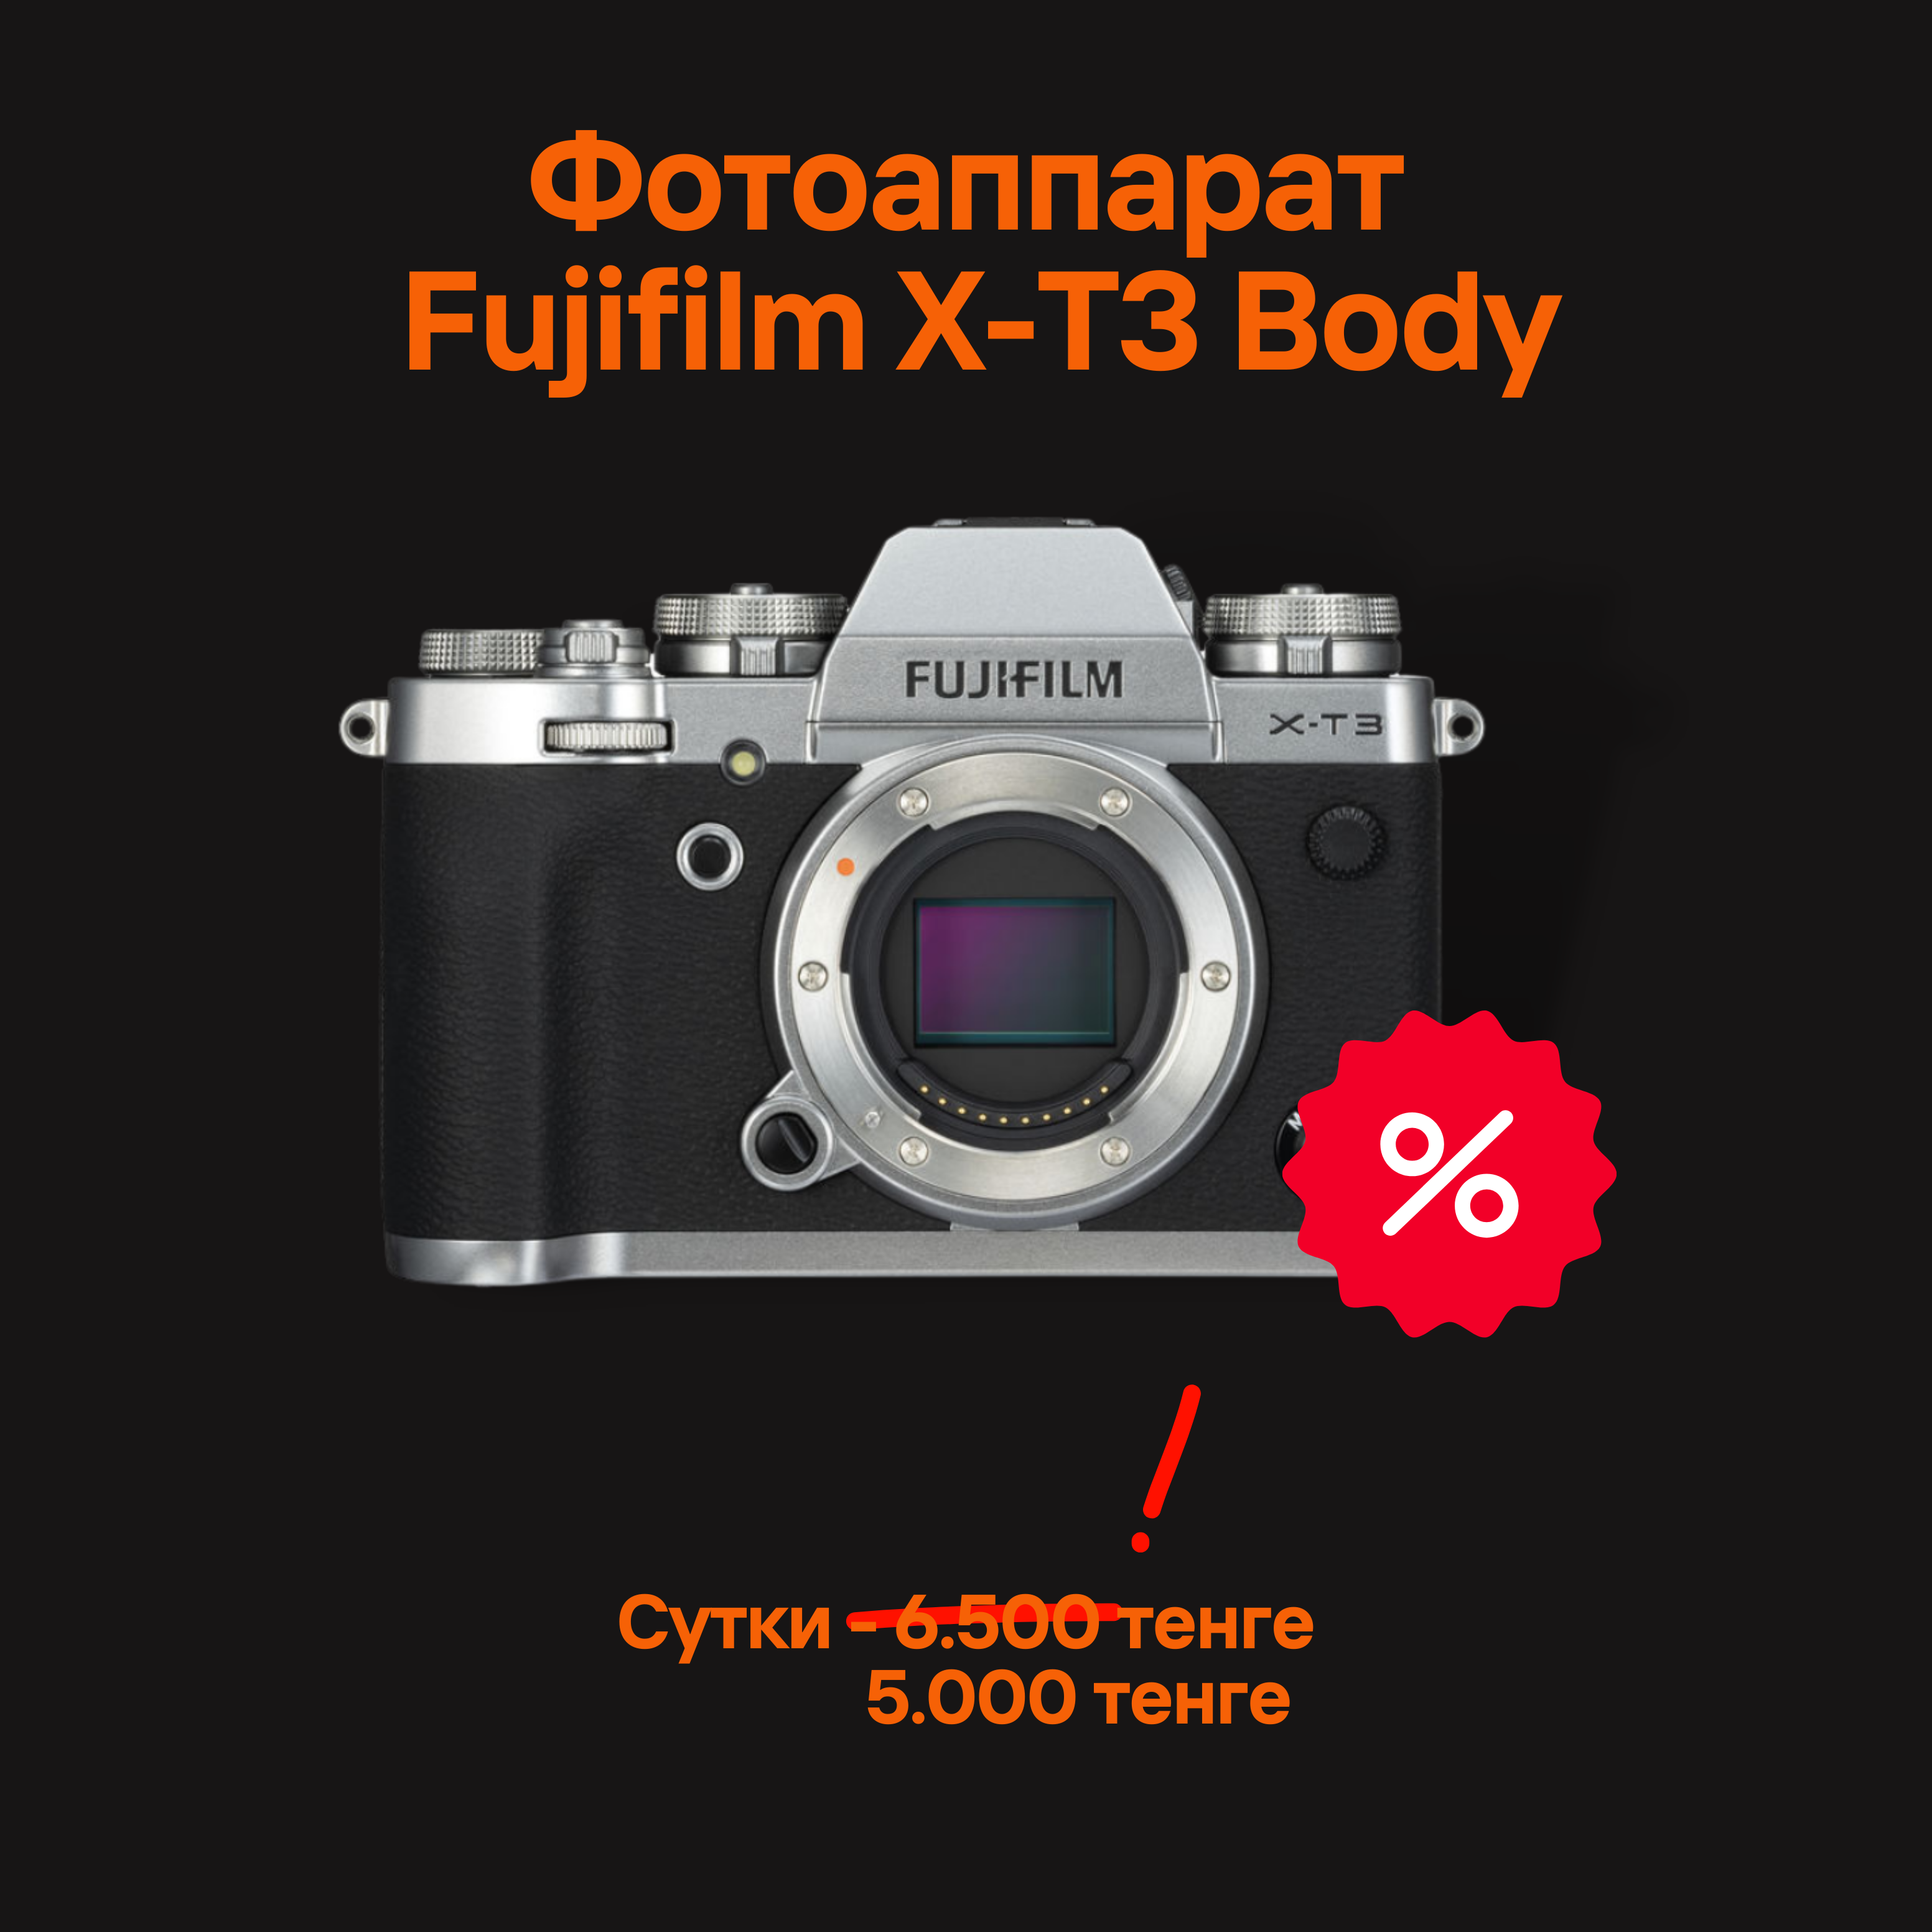 Фотоаппарат
Fujifilm X-T3 Body
FUJIFILM
X-T3
%
Сутки - 6.500 тенге
5.000 тенге